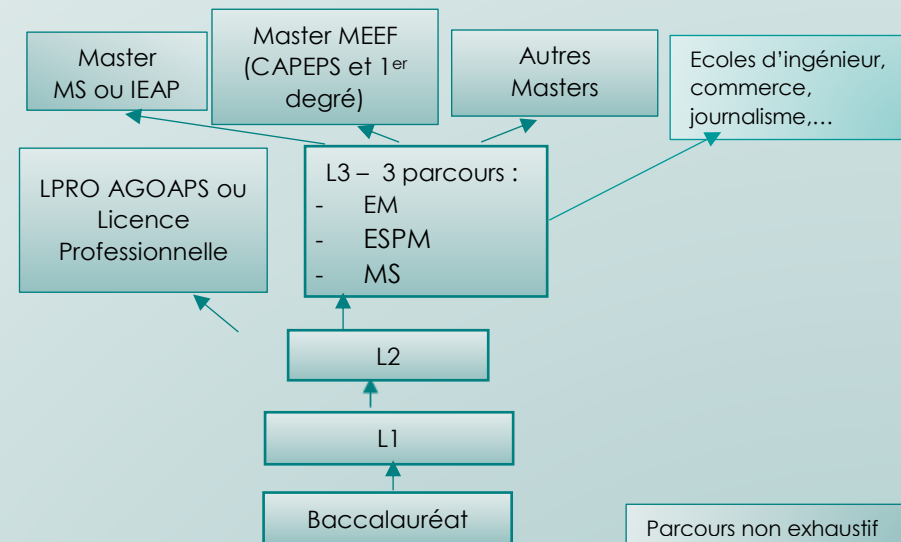 Master
MS ou IEAP
Master MEEF
(CAPEPS et 1er
degré)
Autres
Masters
Ecoles d'ingénieur,
commerce,
journalisme,…
LPRO AGOAPS ou
Licence
Professionnelle
L3 – 3 parcours :
- EM
- ESPM
- MS
L2
L1
Baccalauréat
Parcours non exhaustif